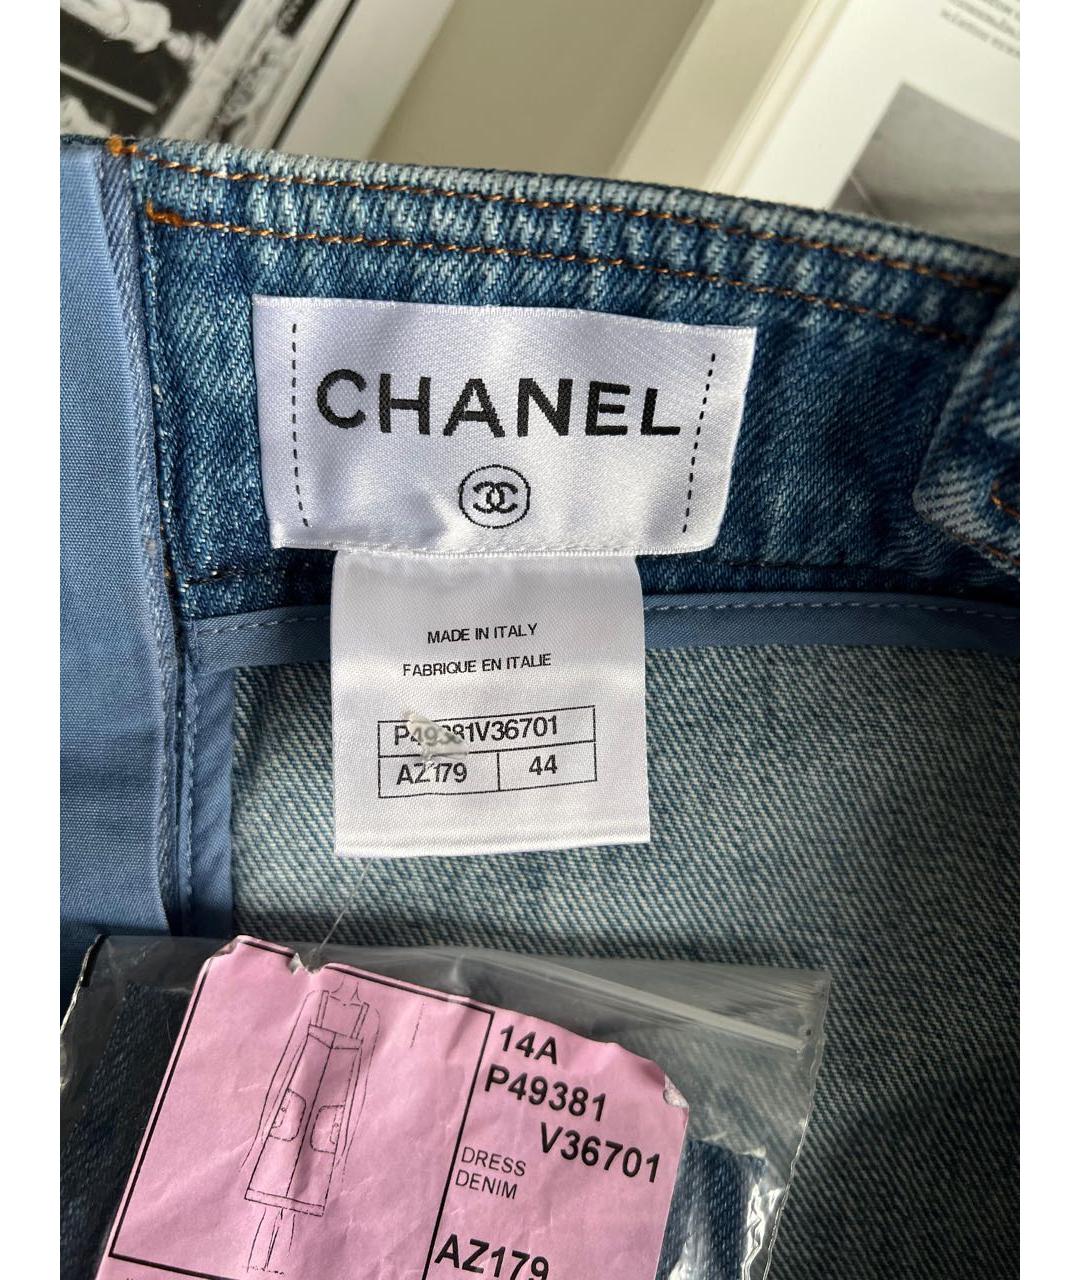 CHANEL
MADE IN ITALY
FABRIQUE EN ITALIE
P49381V36701
AZ179 44
14A
P49381
V36701
DRESS
DENIM
AZ179